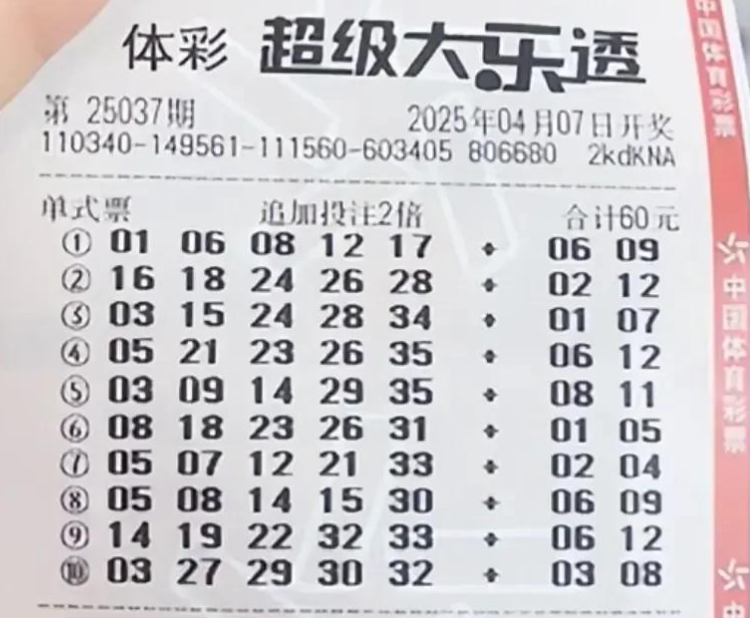 体彩 超级大乐透
第 25037期 2025年04月07日开奖
110340-149561-111560-603405 806680 2kdKNA
单式票 追加投注2倍 合计60元
① 01 06 08 12 17 + 06 09
② 16 18 24 26 28 + 02 12
③ 03 15 24 28 34 + 01 07
④ 05 21 23 26 35 + 06 12
⑤ 03 09 14 29 35 + 08 11
⑥ 08 18 23 26 31 + 01 05
⑦ 05 07 12 21 33 + 02 04
⑧ 05 08 14 15 30 + 06 09
⑨ 14 19 22 32 33 + 06 12
⑩ 03 27 29 30 32 + 03 08
中国体育彩票
中国体育彩票
中